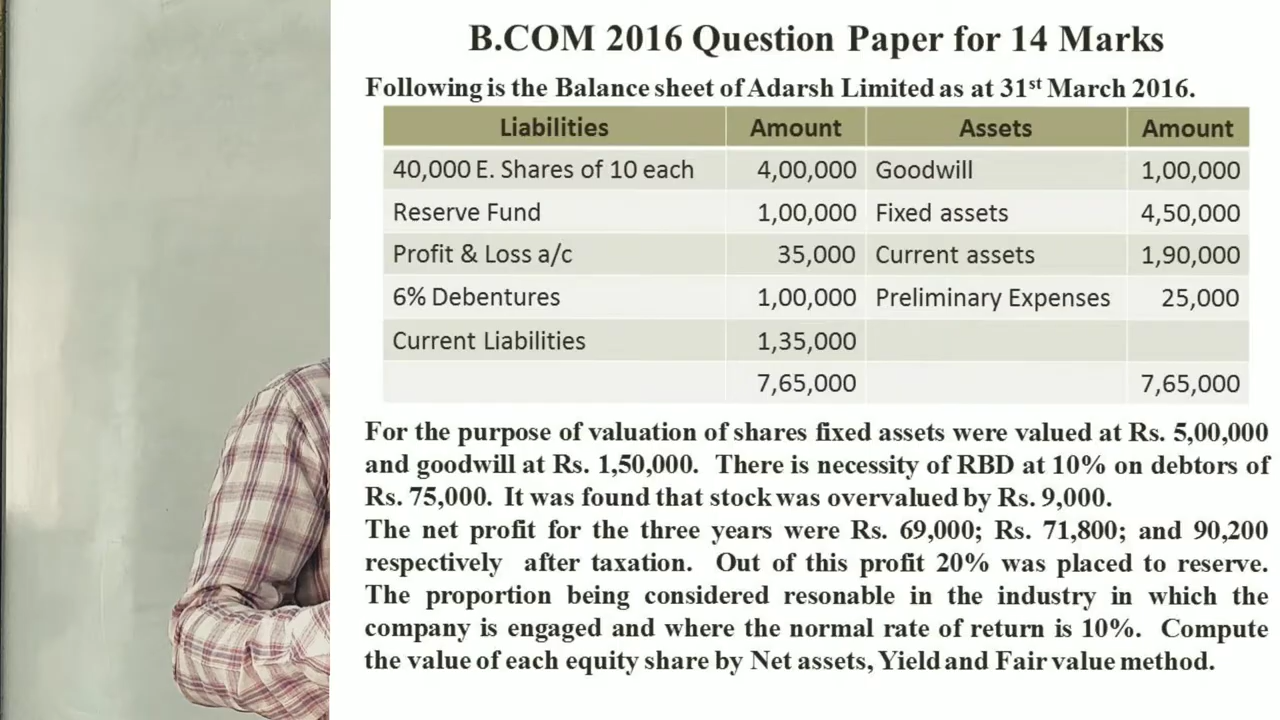 B.COM 2016 Question Paper for 14 Marks
Following is the Balance sheet of Adarsh Limited as at 31st March 2016.
Liabilities Amount Assets Amount
40,000 E. Shares of 10 each 4,00,000 Goodwill 1,00,000
Reserve Fund 1,00,000 Fixed assets 4,50,000
Profit & Loss a/c 35,000 Current assets 1,90,000
6% Debentures 1,00,000 Preliminary Expenses 25,000
Current Liabilities 1,35,000
7,65,000 7,65,000
For the purpose of valuation of shares fixed assets were valued at Rs. 5,00,000
and goodwill at Rs. 1,50,000. There is necessity of RBD at 10% on debtors of
Rs. 75,000. It was found that stock was overvalued by Rs. 9,000.
The net profit for the three years were Rs. 69,000; Rs. 71,800; and 90,200
respectively after taxation. Out of this profit 20% was placed to reserve.
The proportion being considered resonable in the industry in which the
company is engaged and where the normal rate of return is 10%. Compute
the value of each equity share by Net assets, Yield and Fair value method.